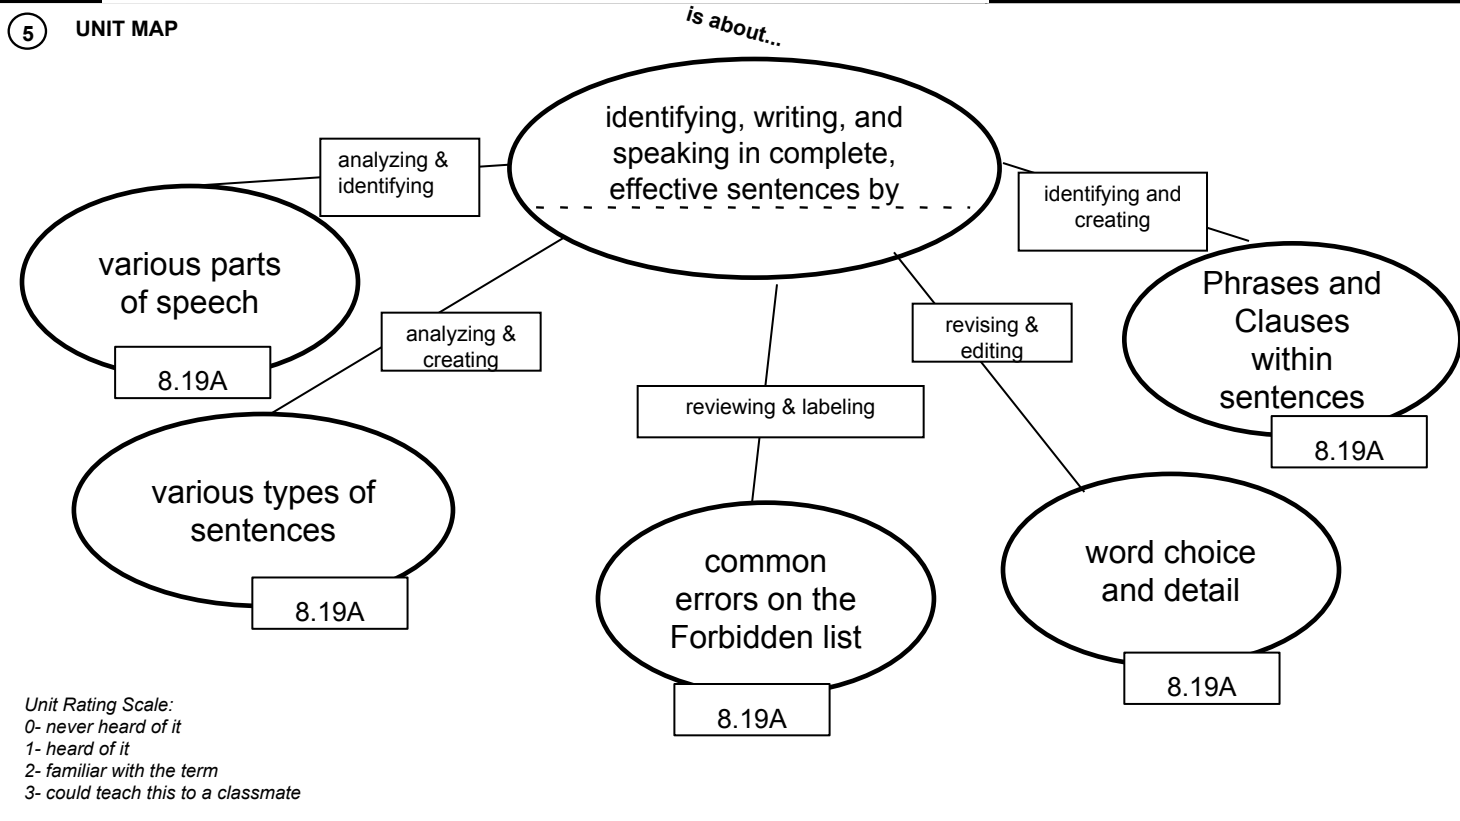 5
UNIT MAP
is about...
identifying, writing, and
speaking in complete,
effective sentences by
analyzing &
identifying
various parts
of speech
8.19A
analyzing &
creating
various types of
sentences
8.19A
reviewing & labeling
common
errors on the
Forbidden list
8.19A
revising &
editing
word choice
and detail
8.19A
identifying and
creating
Phrases and
Clauses
within
sentences
8.19A
Unit Rating Scale:
0- never heard of it
1- heard of it
2- familiar with the term
3- could teach this to a classmate